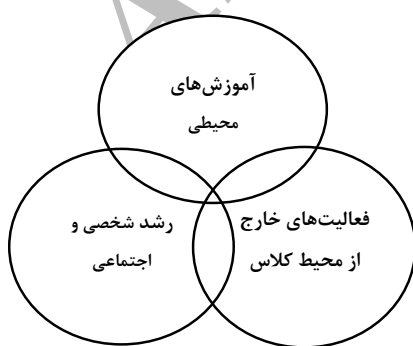 آموزش‌های
محیطی
فعالیت‌های خارج
از محیط کلاس
رشد شخصی و
اجتماعی